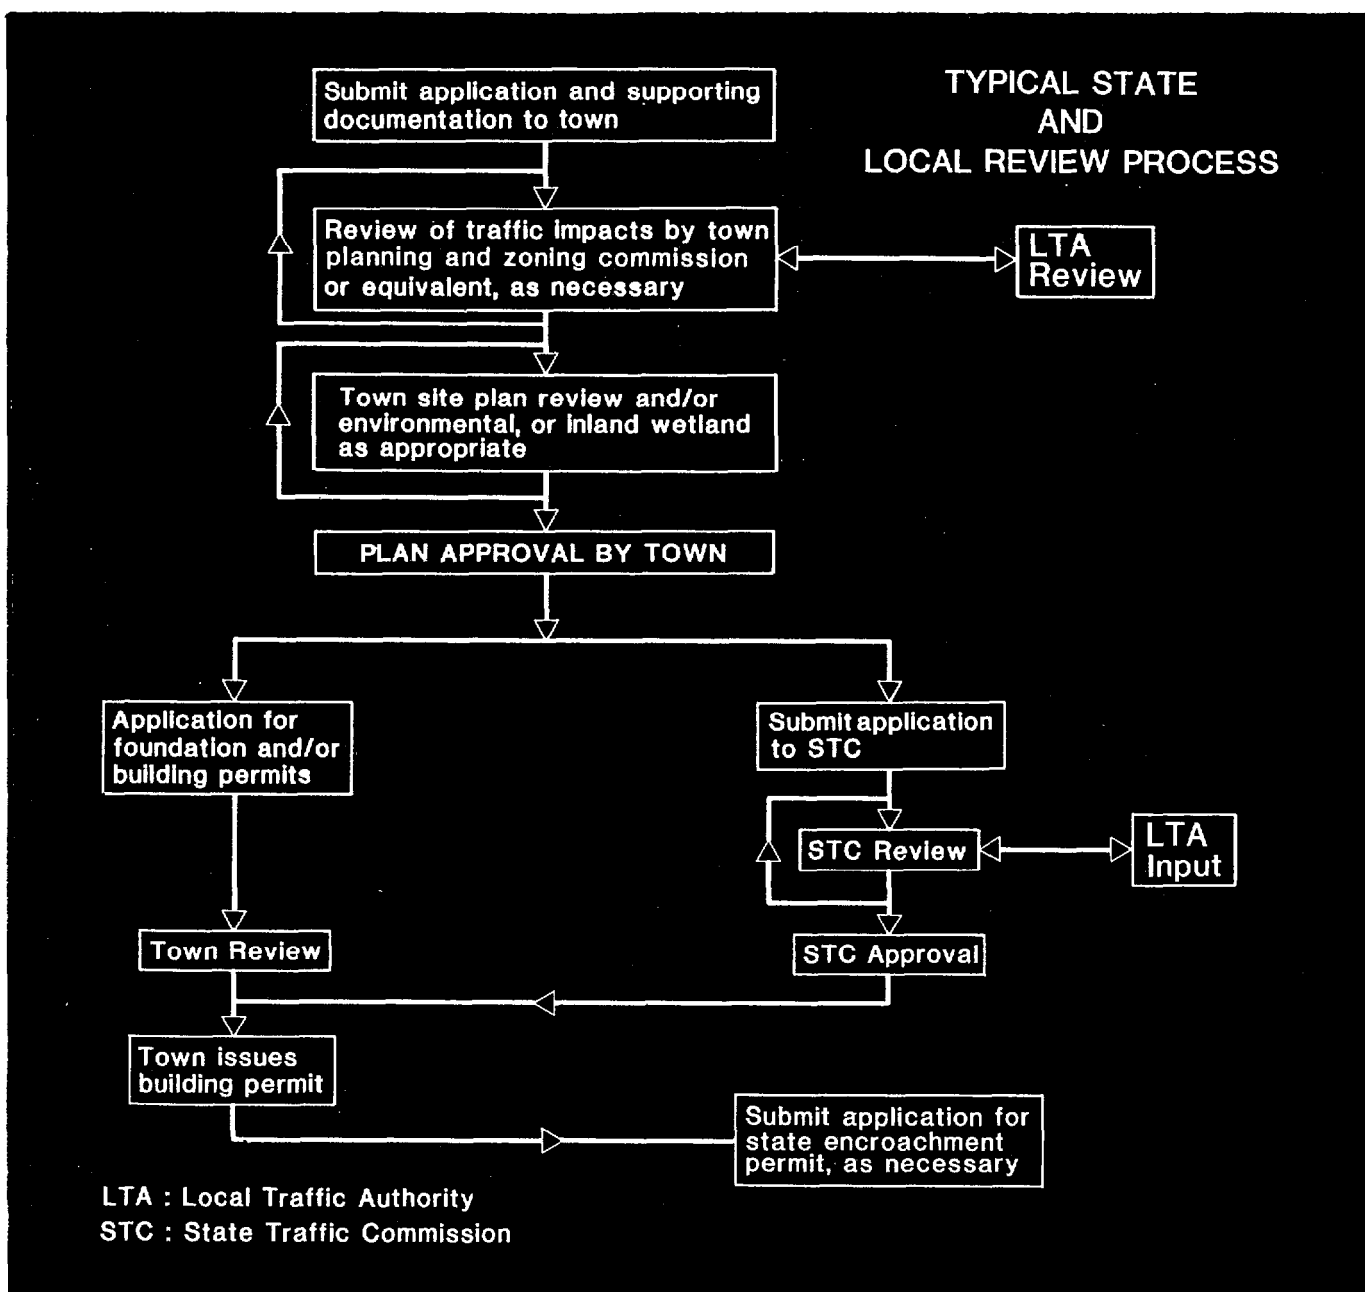 TYPICAL STATE
AND
LOCAL REVIEW PROCESS
Submit application and supporting
documentation to town
Review of traffic impacts by town
planning and zoning commission
or equivalent, as necessary
LTA
Review
Town site plan review and/or
environmental, or inland wetland
as appropriate
PLAN APPROVAL BY TOWN
Application for
foundation and/or
building permits
Submit application
to STC
STC Review
LTA
Input
Town Review
STC Approval
Town issues
building permit
Submit application for
state encroachment
permit, as necessary
LTA : Local Traffic Authority
STC : State Traffic Commission